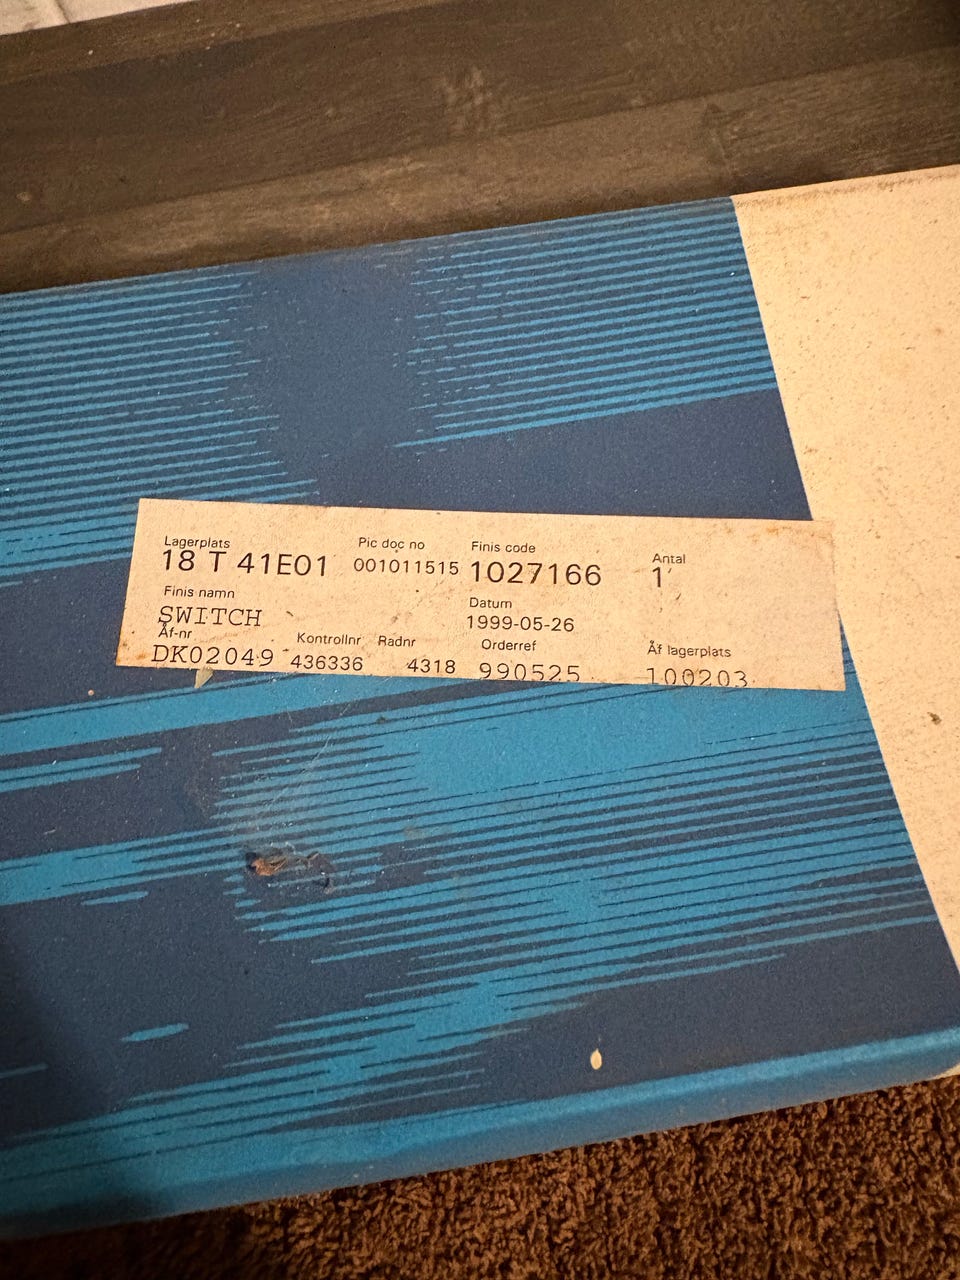 Lagerplats Pic doc no Finis code Antal
18 T 41E01 001011515 1027166 1
Finis namn Datum
SWITCH 1999-05-26
Åf-nr Kontrollnr Radnr Orderref Åf lagerplats
DK02049 436336 4318 990525 100203